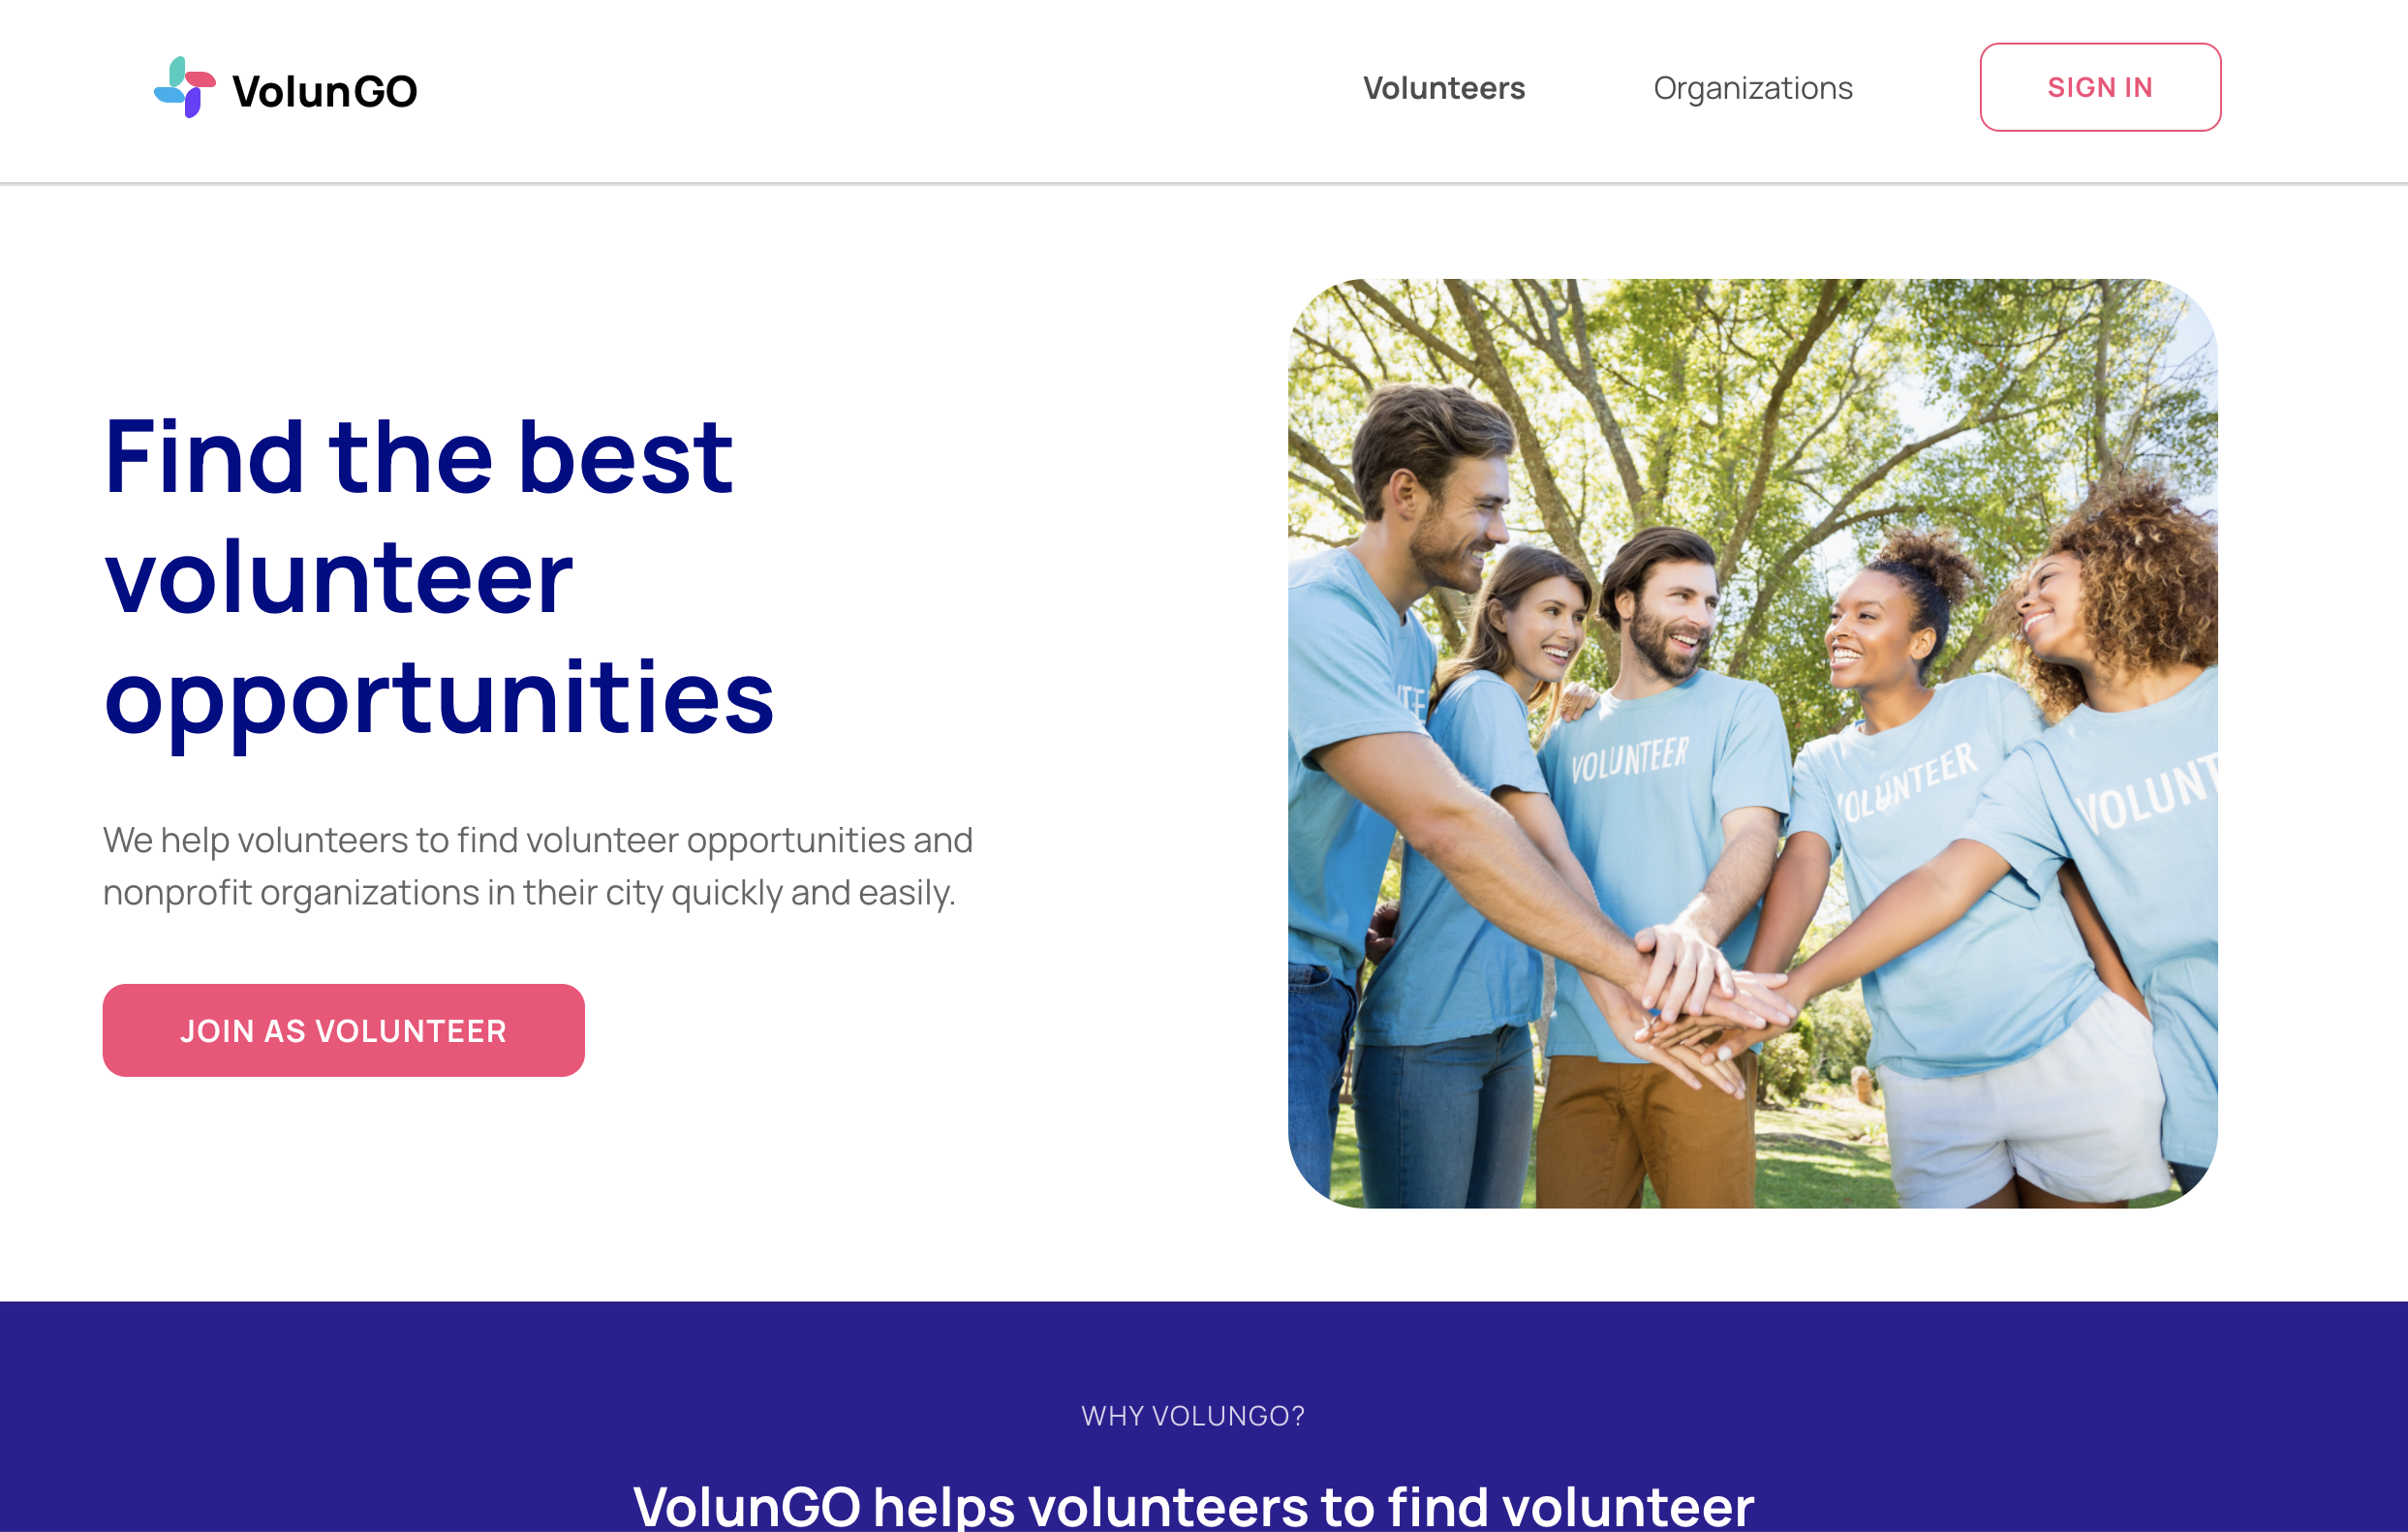 VolunGO
Volunteers
Organizations
SIGN IN
Find the best
volunteer
opportunities
We help volunteers to find volunteer opportunities and
nonprofit organizations in their city quickly and easily.
JOIN AS VOLUNTEER
VOLUNTEER
VOLUNTEER
VOLUNT
WHY VOLUNGO?
VolunGO helps volunteers to find volunteer